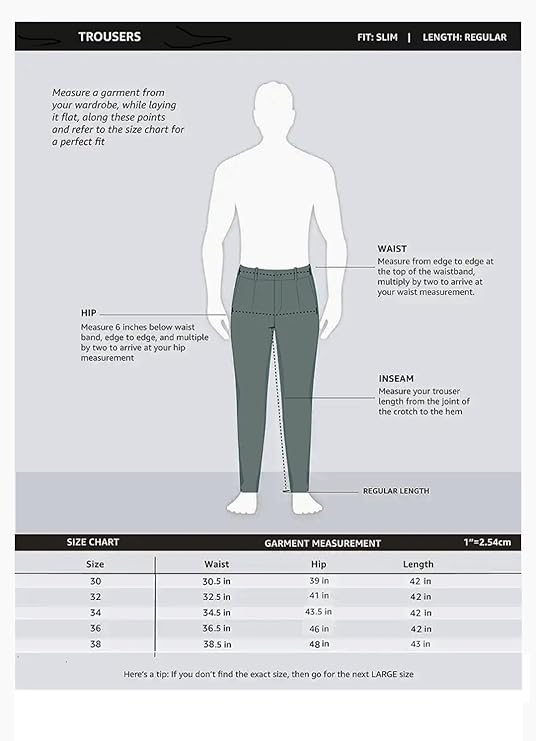 TROUSERS
FIT: SLIM | LENGTH: REGULAR
Measure a garment from
your wardrobe, while laying
it flat, along these points
and refer to the size chart for
a perfect fit
WAIST
Measure from edge to edge at
the top of the waistband,
multiply by two to arrive at
your waist measurement.
HIP
Measure 6 inches below waist
band, edge to edge, and multiple
by two to arrive at your hip
measurement
INSEAM
Measure your trouser
length from the joint of
the crotch to the hem
REGULAR LENGTH
SIZE CHART GARMENT MEASUREMENT 1"=2.54cm
Size Waist Hip Length
30 30.5 in 39 in 42 in
32 32.5 in 41 in 42 in
34 34.5 in 43.5 in 42 in
36 36.5 in 46 in 42 in
38 38.5 in 48 in 43 in
Here's a tip: If you don't find the exact size, then go for the next LARGE size